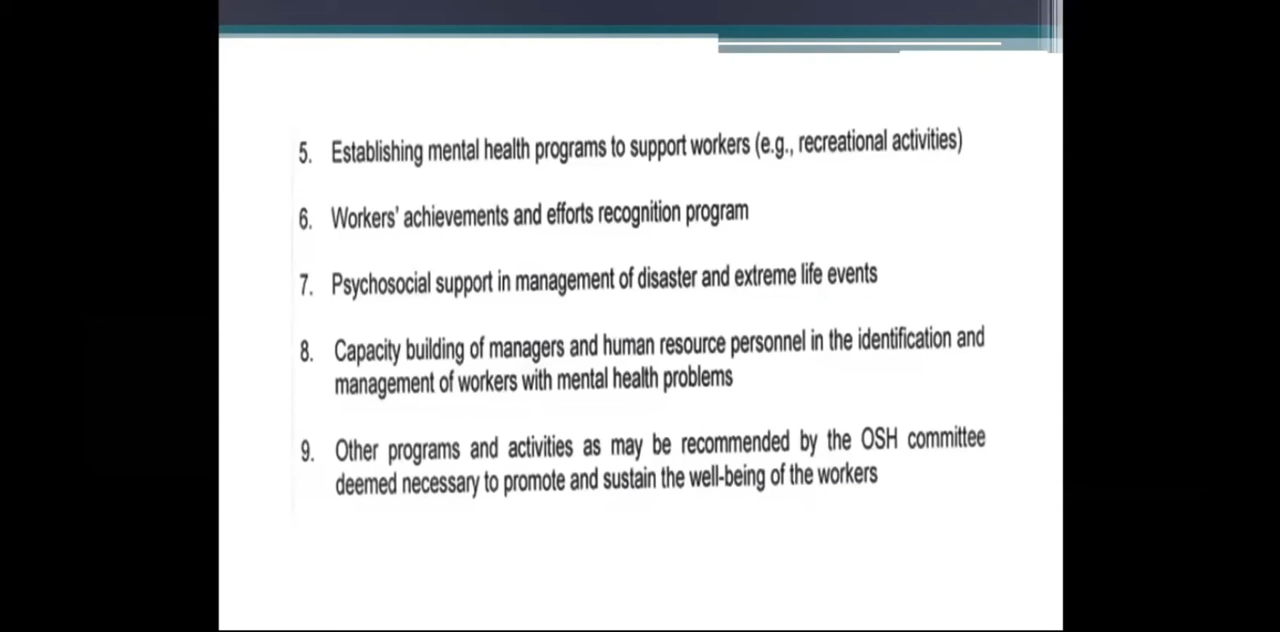 5. Establishing mental health programs to support workers (e.g., recreational activities)
6. Workers' achievements and efforts recognition program
7. Psychosocial support in management of disaster and extreme life events
8. Capacity building of managers and human resource personnel in the identification and
management of workers with mental health problems
9. Other programs and activities as may be recommended by the OSH committee
deemed necessary to promote and sustain the well-being of the workers